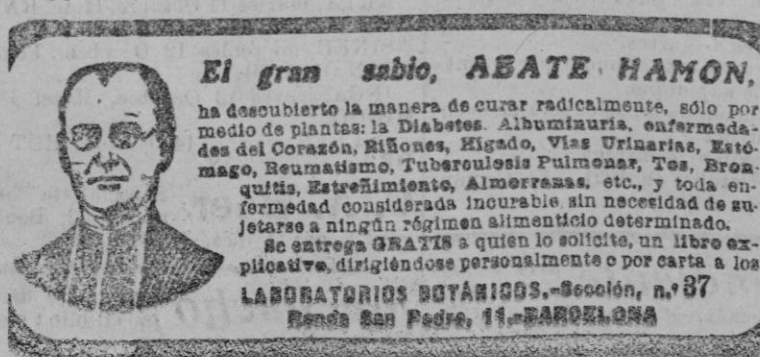 El gran sabio, ABATE HAMON,
ha descubierto la manera de curar radicalmente, sólo por
medio de plantas: la Diabetes. Albuminuria, enfermeda-
des del Corazón, Riñones, Hígado, Vías Urinarias, Estó-
mago, Reumatismo, Tuberculosis Pulmonar, Tos, Bron-
quitis, Estreñimiento, Almorranas, etc., y toda en-
fermedad considerada incurable sin necesidad de su-
jetarse a ningún régimen alimenticio determinado.
Se entrega GRATIS a quien lo solicite, un libro ex-
plicativo, dirigiéndose personalmente o por carta a los
LABORATORIOS BOTÁNICOS.-Sección, n.º 37
Ronda San Pedro, 11.-BARCELONA